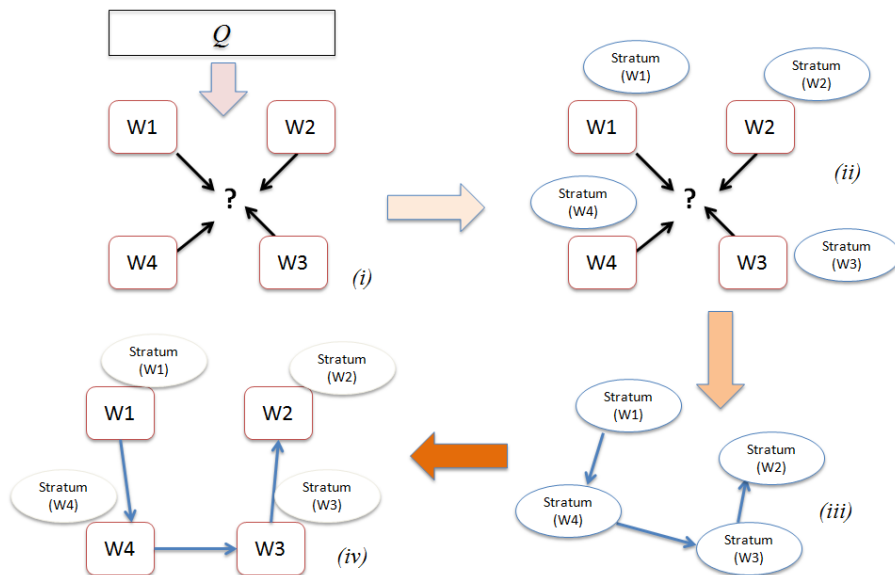 Q
W1
W2
?
W4
W3
(i)
Stratum
(W1)
Stratum
(W2)
W1
W2
(ii)
Stratum
(W4)
?
W4
W3
Stratum
(W3)
Stratum
(W1)
Stratum
(W2)
W1
W2
Stratum
(W4)
Stratum
(W3)
W4
W3
(iv)
Stratum
(W1)
Stratum
(W2)
Stratum
(W4)
(iii)
Stratum
(W3)